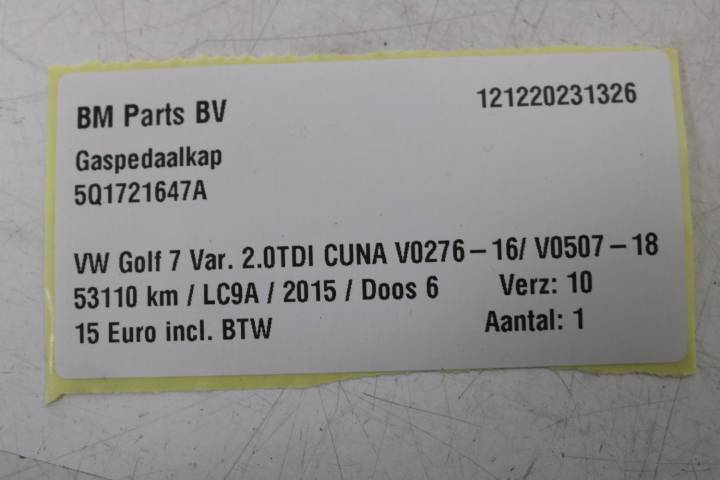 BM Parts BV 121220231326
Gaspedaalkap
5Q1721647A
VW Golf 7 Var. 2.0TDI CUNA V0276-16/ V0507-18
53110 km / LC9A / 2015 / Doos 6 Verz: 10
15 Euro incl. BTW Aantal: 1